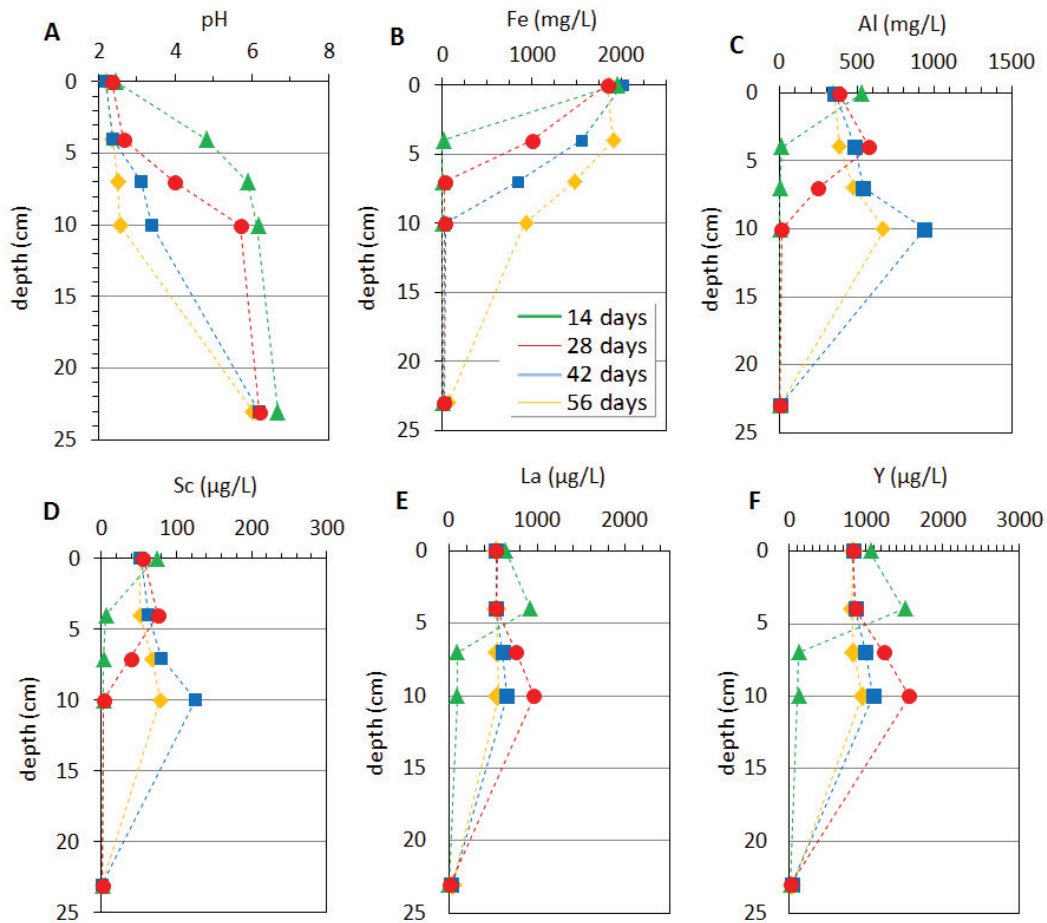 A
pH
2 4 6 8
0
5
10
15
20
25
depth (cm)
B
Fe (mg/L)
0 1000 2000
0
5
10
15
20
25
depth (cm)
14 days
28 days
42 days
56 days
C
Al (mg/L)
0 500 1000 1500
0
5
10
15
20
25
depth (cm)
D
Sc (µg/L)
0 100 200 300
0
5
10
15
20
25
depth (cm)
E
La (µg/L)
0 1000 2000
0
5
10
15
20
25
depth (cm)
F
Y (µg/L)
0 1000 2000 3000
0
5
10
15
20
25
depth (cm)